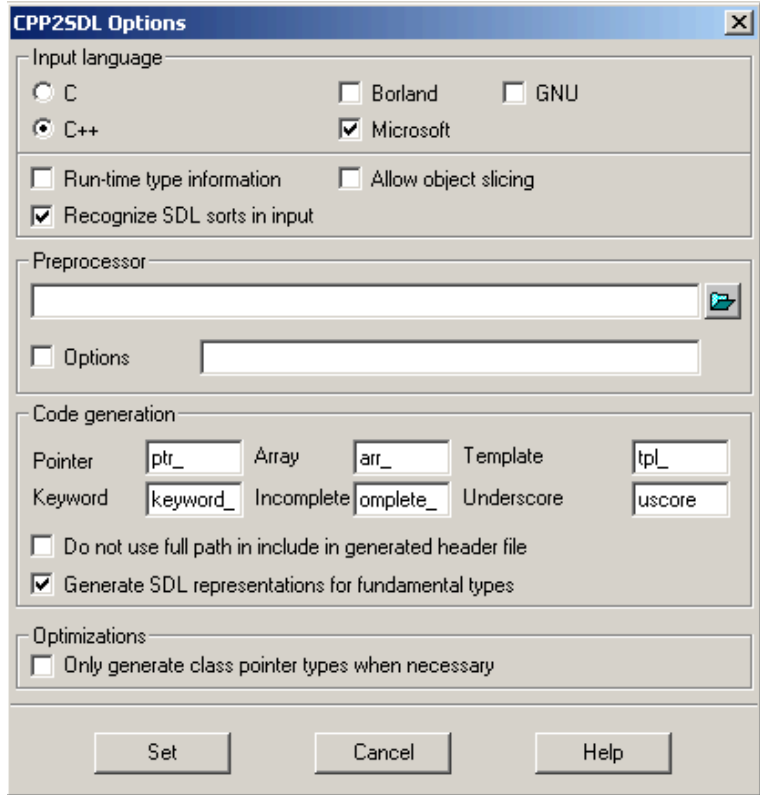 CPP2SDL Options
Input language
C Borland GNU
C++ Microsoft
Run-time type information Allow object slicing
Recognize SDL sorts in input
Preprocessor
Options
Code generation
Pointer ptr_ Array arr_ Template tpl_
Keyword keyword_ Incomplete omplete_ Underscore uscore
Do not use full path in include in generated header file
Generate SDL representations for fundamental types
Optimizations
Only generate class pointer types when necessary
Set Cancel Help